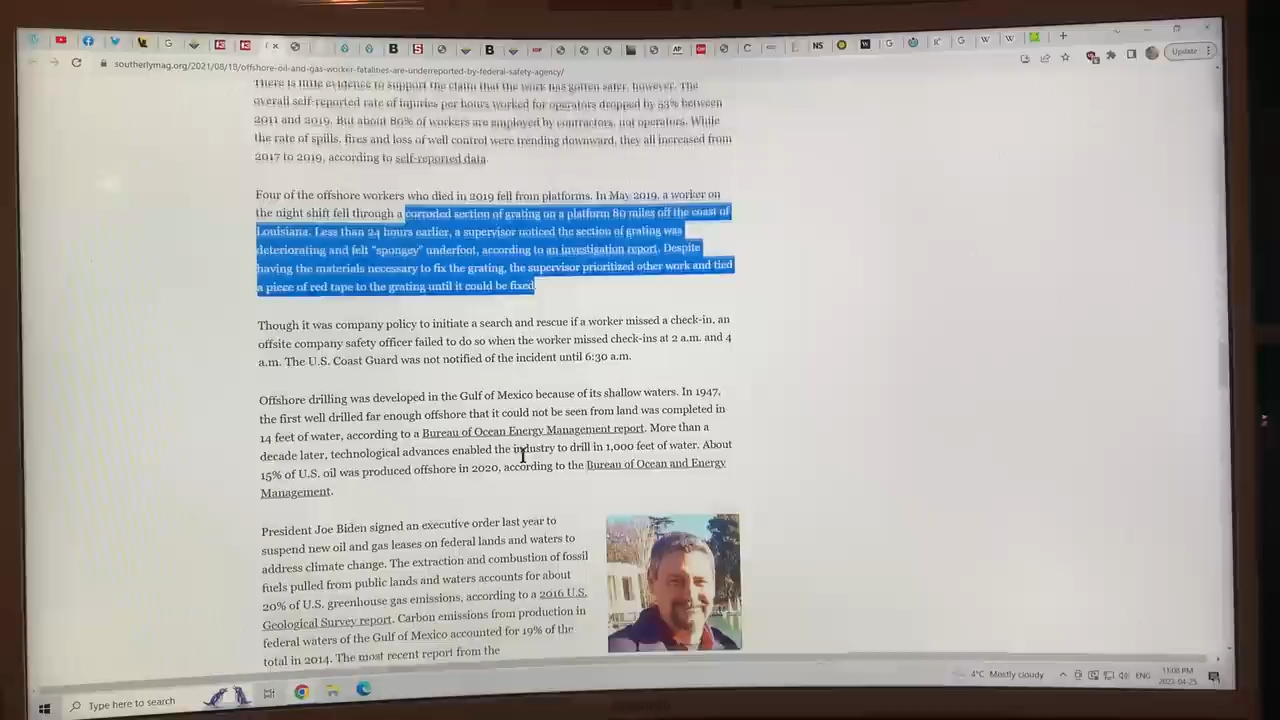 southerlymag.org/2021/08/18/offshore-oil-and-gas-worker-fatalities-are-underreported-by-federal-safety-agency/
Update
There is little evidence to support the claim that the work has gotten safer, however. The
overall self-reported rate of injuries per hours worked for operators dropped by 53% between
2011 and 2019. But about 80% of workers are employed by contractors, not operators. While
the rate of spills, fires and loss of well control were trending downward, they all increased from
2017 to 2019, according to self-reported data.
Four of the offshore workers who died in 2019 fell from platforms. In May 2019, a worker on
the night shift fell through a corroded section of grating on a platform 80 miles off the coast of
Louisiana. Less than 24 hours earlier, a supervisor noticed the section of grating was
deteriorating and felt "spongey" underfoot, according to an investigation report. Despite
having the materials necessary to fix the grating, the supervisor prioritized other work and tied
a piece of red tape to the grating until it could be fixed
Though it was company policy to initiate a search and rescue if a worker missed a check-in, an
offsite company safety officer failed to do so when the worker missed check-ins at 2 a.m. and 4
a.m. The U.S. Coast Guard was not notified of the incident until 6:30 a.m.
Offshore drilling was developed in the Gulf of Mexico because of its shallow waters. In 1947,
the first well drilled far enough offshore that it could not be seen from land was completed in
14 feet of water, according to a Bureau of Ocean Energy Management report. More than a
decade later, technological advances enabled the industry to drill in 1,000 feet of water. About
15% of U.S. oil was produced offshore in 2020, according to the Bureau of Ocean and Energy
Management.
President Joe Biden signed an executive order last year to
suspend new oil and gas leases on federal lands and waters to
address climate change. The extraction and combustion of fossil
fuels pulled from public lands and waters accounts for about
20% of U.S. greenhouse gas emissions, according to a 2016 U.S.
Geological Survey report. Carbon emissions from production in
federal waters of the Gulf of Mexico accounted for 19% of the
total in 2014. The most recent report from the
Type here to search
4°C Mostly cloudy
ENG
11:08 PM
2022-04-25